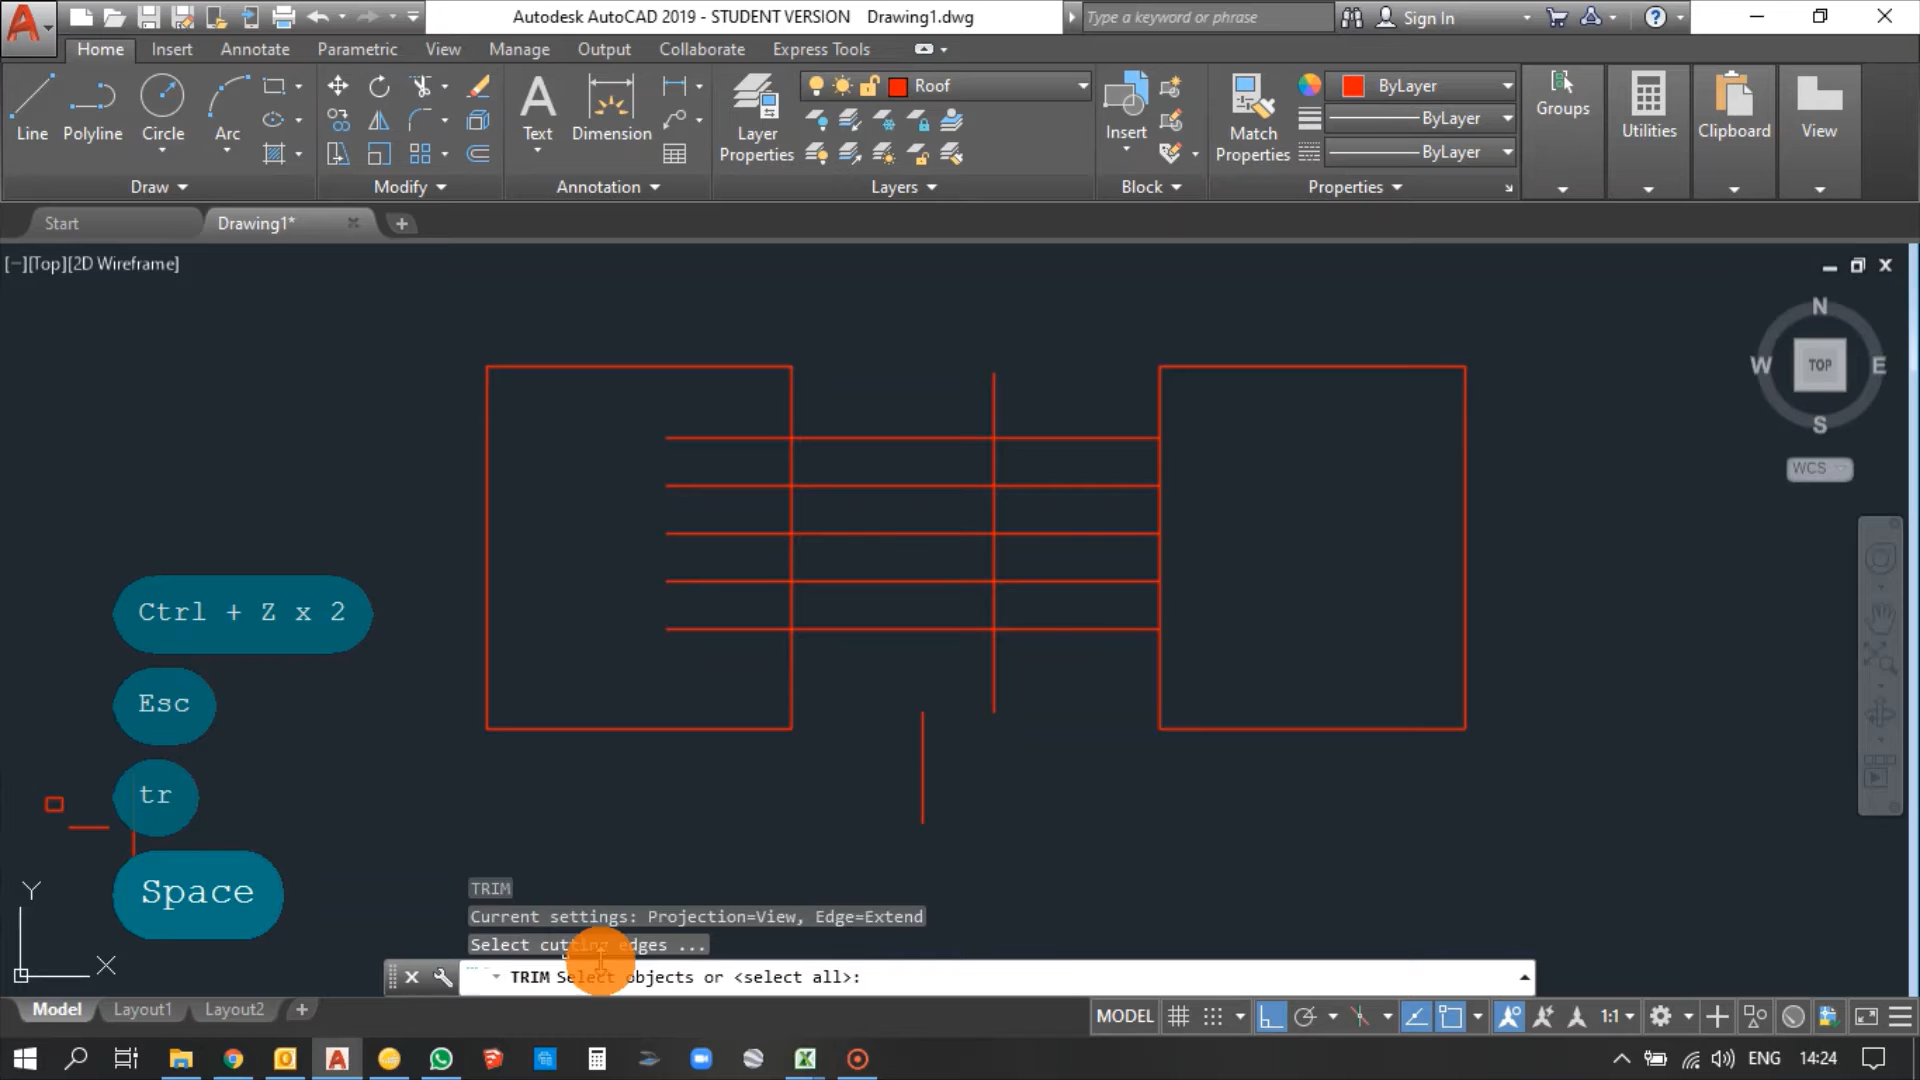 Autodesk AutoCAD 2019 - STUDENT VERSION Drawing1.dwg
Type a keyword or phrase
Sign In
Home Insert Annotate Parametric View Manage Output Collaborate Express Tools
Line
Polyline
Circle
Arc
Text
Dimension
Layer
Properties
Roof
Insert
Match
Properties
ByLayer
ByLayer
ByLayer
Groups
Utilities
Clipboard
View
Draw
Modify
Annotation
Layers
Block
Properties
Start
Drawing1*
[−][Top][2D Wireframe]
N
W TOP E
S
WCS
Ctrl + Z x 2
Esc
tr
Space
Y
X
TRIM
Current settings: Projection=View, Edge=Extend
Select cutting edges ...
TRIM Select objects or <select all>:
Model Layout1 Layout2
MODEL
1:1
ENG 14:24